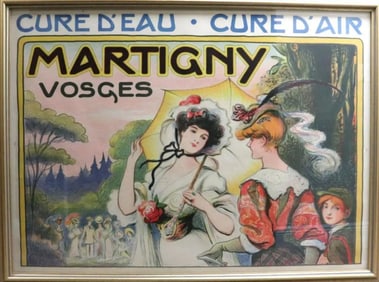 CURE D'EAU · CURE D'AIR
MARTIGNY
VOSGES